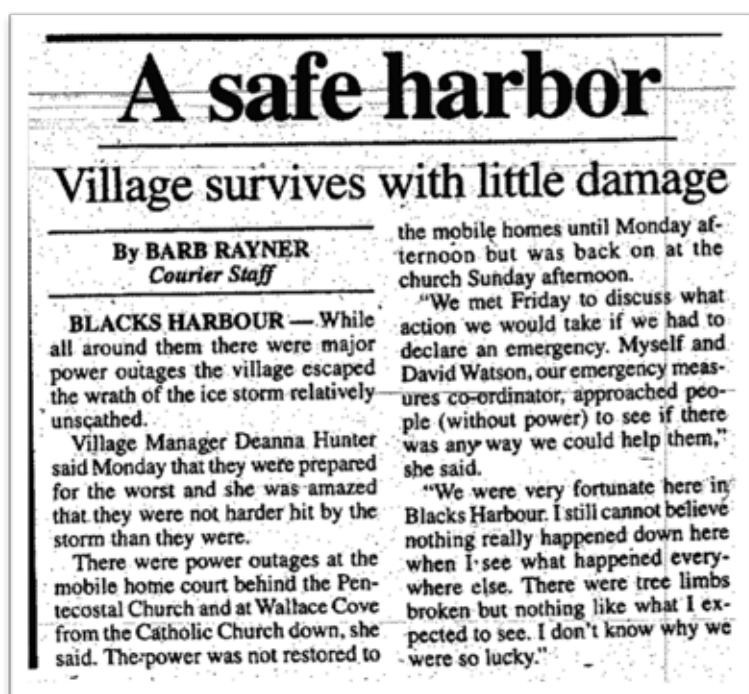 A safe harbor
Village survives with little damage
By BARB RAYNER
Courier Staff
BLACKS HARBOUR — While
all around them there were major
power outages the village escaped
the wrath of the ice storm relatively
unscathed.
Village Manager Deanna Hunter
said Monday that they were prepared
for the worst and she was amazed
that they were not harder hit by the
storm than they were.
There were power outages at the
mobile home court behind the Pen-
tecostal Church and at Wallace Cove
from the Catholic Church down, she
said. The power was not restored to
the mobile homes until Monday af-
ternoon but was back on at the
church Sunday afternoon.
"We met Friday to discuss what
action we would take if we had to
declare an emergency. Myself and
David Watson, our emergency meas-
ures co-ordinator, approached peo-
ple (without power) to see if there
was any way we could help them,"
she said.
"We were very fortunate here in
Blacks Harbour. I still cannot believe
nothing really happened down here
when I see what happened every-
where else. There were tree limbs
broken but nothing like what I ex-
pected to see. I don't know why we
were so lucky."